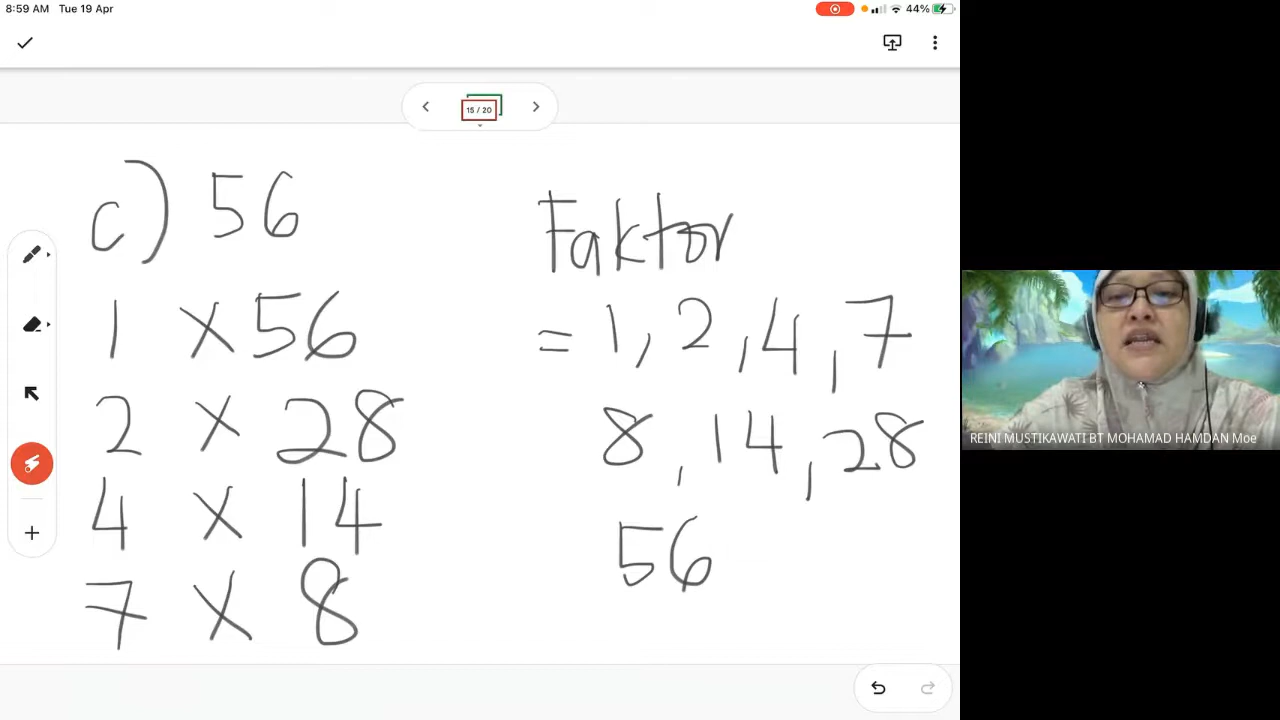 8:59 AM Tue 19 Apr
44%
15 / 20
c) 56
1 x 56
2 x 28
4 x 14
7 x 8
Faktor
= 1, 2, 4, 7
8, 14, 28
56
REINI MUSTIKAWATI BT MOHAMAD HAMDAN Moe